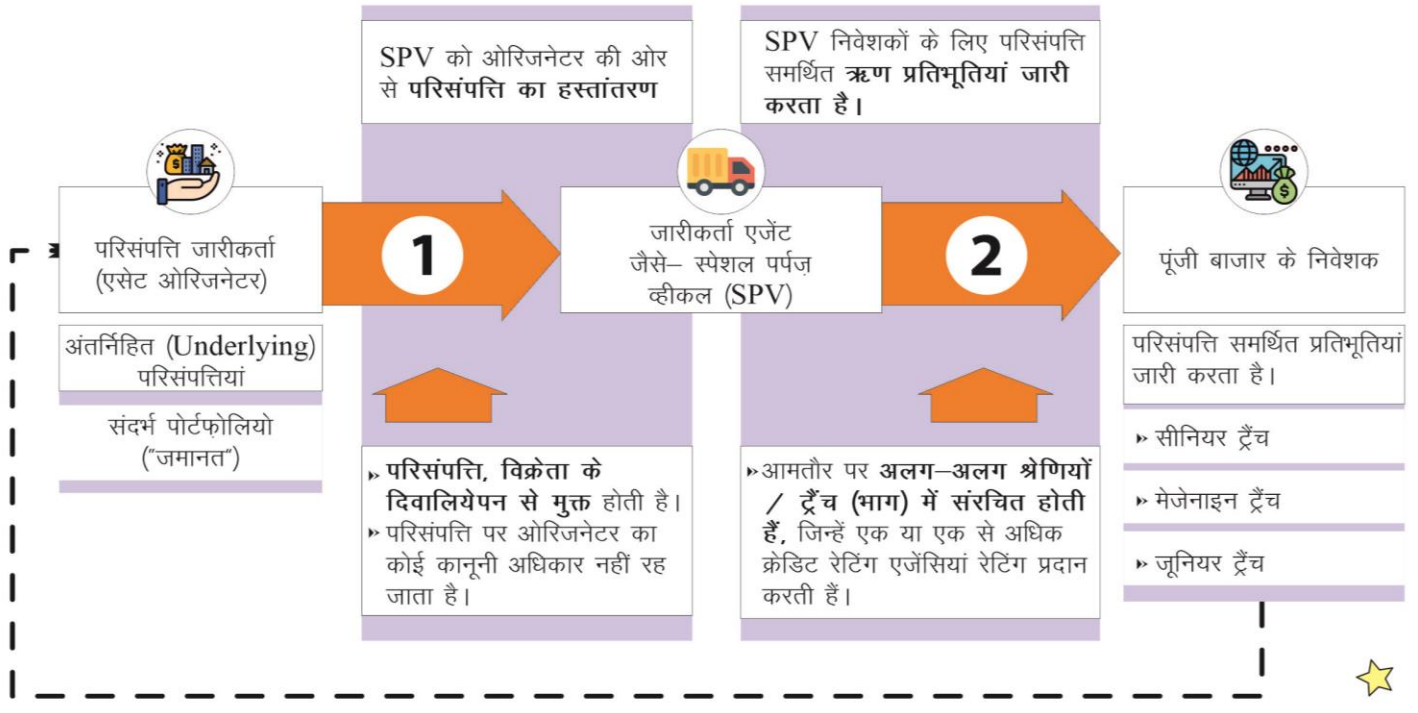 SPV को ओरिजनेटर की ओर
से परिसंपत्ति का हस्तांतरण
SPV निवेशकों के लिए परिसंपत्ति
समर्थित ऋण प्रतिभूतियां जारी
करता है।
परिसंपत्ति जारीकर्ता
(एसेट ओरिजनेटर)
1
जारीकर्ता एजेंट
जैसे– स्पेशल पर्पज़
व्हीकल (SPV)
2
पूंजी बाजार के निवेशक
अंतर्निहित (Underlying)
परिसंपत्तियां
संदर्भ पोर्टफ़ोलियो
("जमानत")
» परिसंपत्ति, विक्रेता के
दिवालियेपन से मुक्त होती है।
» परिसंपत्ति पर ओरिजनेटर का
कोई कानूनी अधिकार नहीं रह
जाता है।
» आमतौर पर अलग–अलग श्रेणियों
/ ट्रैंच (भाग) में संरचित होती
हैं, जिन्हें एक या एक से अधिक
क्रेडिट रेटिंग एजेंसियां रेटिंग प्रदान
करती हैं।
परिसंपत्ति समर्थित प्रतिभूतियां
जारी करता है।
» सीनियर ट्रैंच
» मेजेनाइन ट्रैंच
» जूनियर ट्रैंच